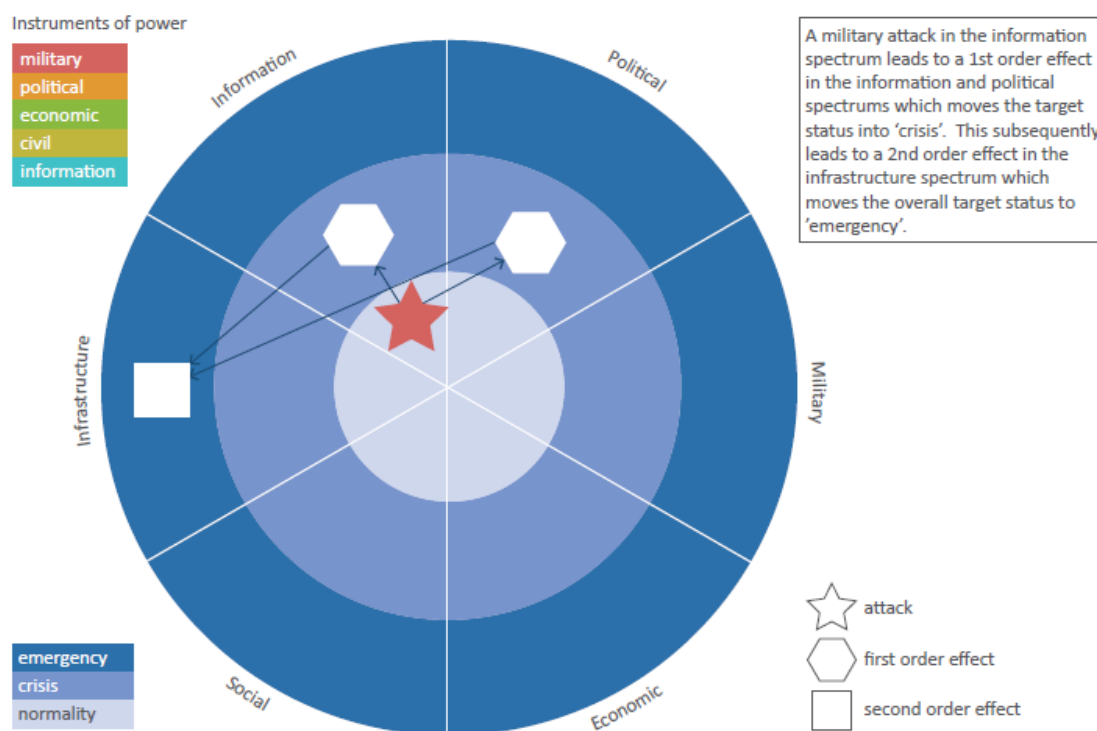 Instruments of power
military
political
economic
civil
information
A military attack in the information
spectrum leads to a 1st order effect
in the information and political
spectrums which moves the target
status into ‘crisis’.  This subsequently
leads to a 2nd order effect in the
infrastructure spectrum which
moves the overall target status to
‘emergency’.
Information
Political
Infrastructure
Military
Social
Economic
emergency
crisis
normality
attack
first order effect
second order effect